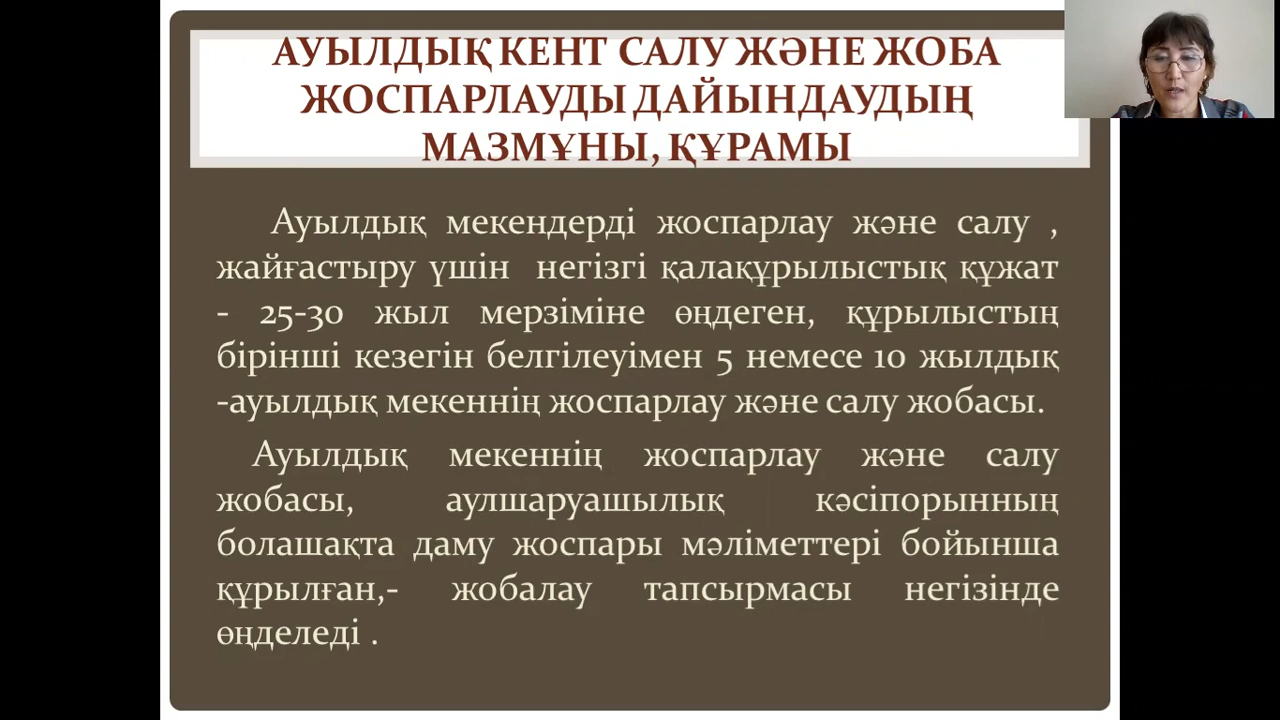 АУЫЛДЫҚ КЕНТ САЛУ ЖӘНЕ ЖОБА
ЖОСПАРЛАУДЫ ДАЙЫНДАУДЫҢ
МАЗМҰНЫ, ҚҰРАМЫ
Ауылдық мекендерді жоспарлау және салу ,
жайғастыру үшін негізгі қалақұрылыстық құжат
- 25-30 жыл мерзіміне өңдеген, құрылыстың
бірінші кезегін белгілеуімен 5 немесе 10 жылдық
-ауылдық мекеннің жоспарлау және салу жобасы.
Ауылдық мекеннің жоспарлау және салу
жобасы, аулшаруашылық кәсіпорынның
болашақта даму жоспары мәліметтері бойынша
құрылған,- жобалау тапсырмасы негізінде
өңделеді .